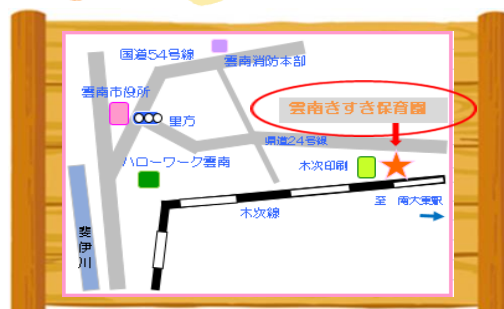 国道54号線
雲南消防本部
雲南市役所
里方
雲南きすき保育園
県道24号線
ハローワーク雲南
木次印刷
木次線
至 南大東駅
斐伊川